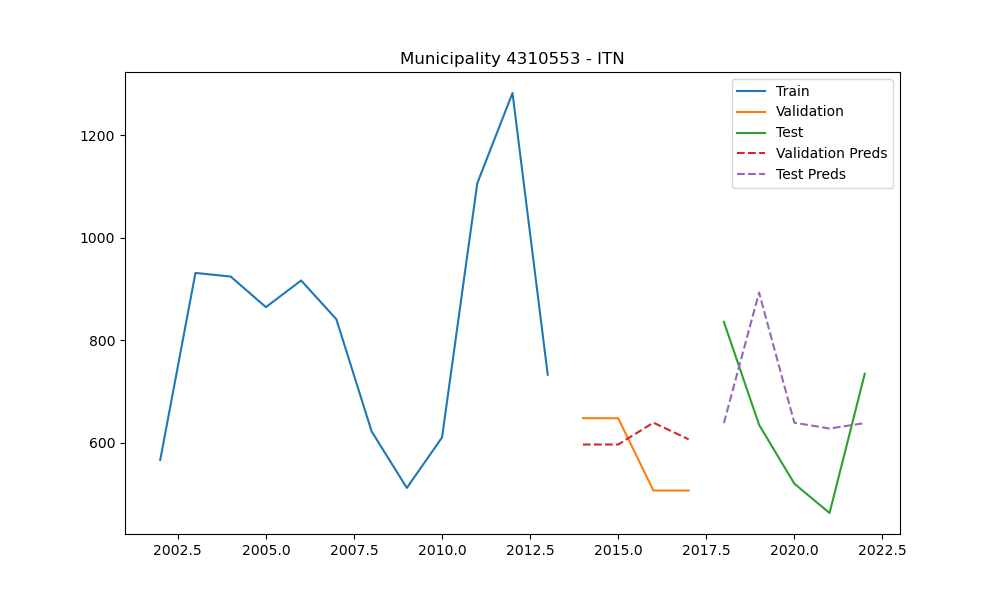 Municipality 4310553 - ITN
Train
Validation
Test
Validation Preds
Test Preds
1200
1000
800
600
2002.5 2005.0 2007.5 2010.0 2012.5 2015.0 2017.5 2020.0 2022.5